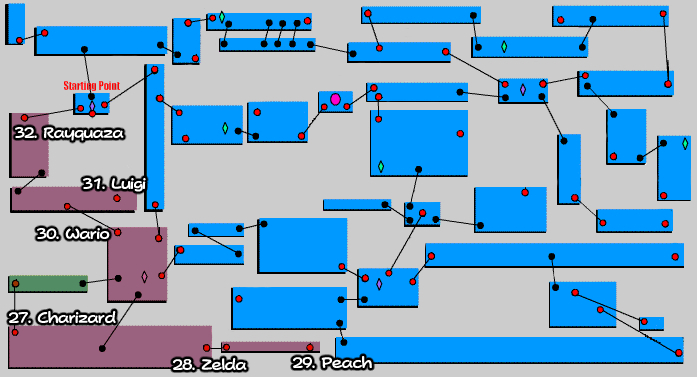 Starting Point
32. Rayquaza
31. Luigi
30. Wario
27. Charizard
28. Zelda
29. Peach